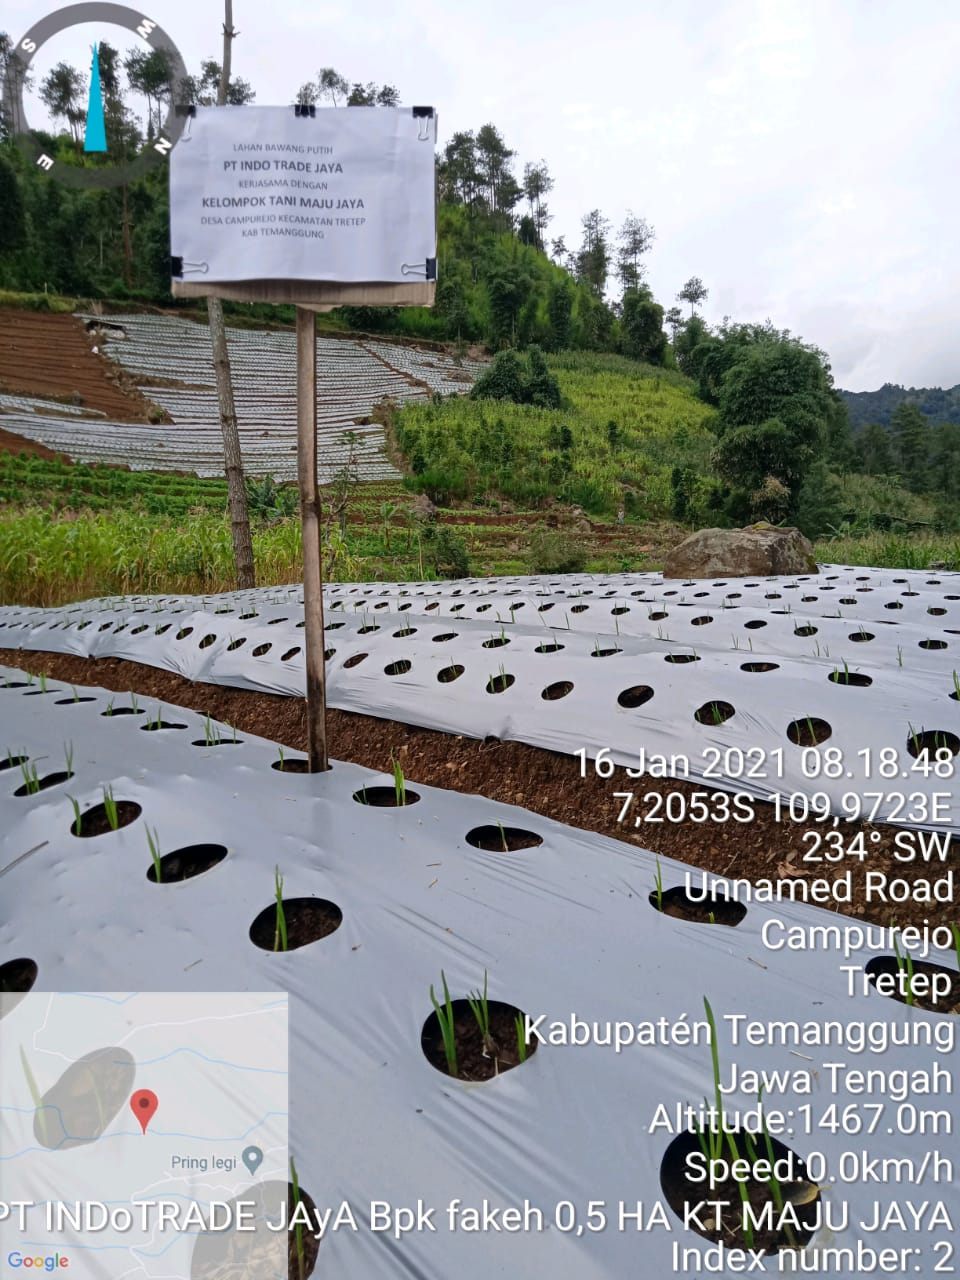 S
W
N
E
LAHAN BAWANG PUTIH
PT INDO TRADE JAYA
KERJASAMA DENGAN
KELOMPOK TANI MAJU JAYA
DESA CAMPUREJO KECAMATAN TRETEP
KAB TEMANGGUNG
16 Jan 2021 08.18.48
7,2053S 109,9723E
234° SW
Unnamed Road
Campurejo
Tretep
Kabupatén Temanggung
Jawa Tengah
Altitude:1467.0m
Speed:0.0km/h
Pring legi
PT INDoTRADE JAyA Bpk fakeh 0,5 HA KT MAJU JAYA
Google
Index number: 2